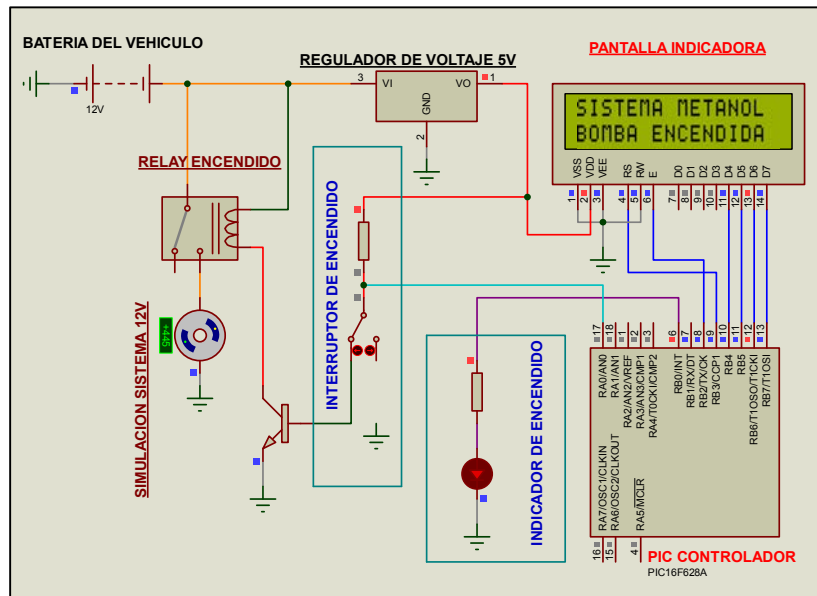 BATERIA DEL VEHICULO
12V
REGULADOR DE VOLTAJE 5V
3
VI
VO
1
GND
2
PANTALLA INDICADORA
SISTEMA METANOL
BOMBA ENCENDIDA
VSS
VDD
VEE
RS
RW
E
D0
D1
D2
D3
D4
D5
D6
D7
1
2
3
4
5
6
7
8
9
10
11
12
13
14
RELAY ENCENDIDO
SIMULACION SISTEMA 12V
+445
INTERRUPTOR DE ENCENDIDO
INDICADOR DE ENCENDIDO
17
18
1
2
3
6
7
8
9
10
11
12
13
RA0/AN0
RA1/AN1
RA2/AN2/VREF
RA3/AN3/CMP1
RA4/T0CKI/CMP2
RB0/INT
RB1/RX/DT
RB2/TX/CK
RB3/CCP1
RB4
RB5
RB6/T1OSO/T1CKI
RB7/T1OSI
RA7/OSC1/CLKIN
RA6/OSC2/CLKOUT
RA5/MCLR
16
15
4
PIC CONTROLADOR
PIC16F628A